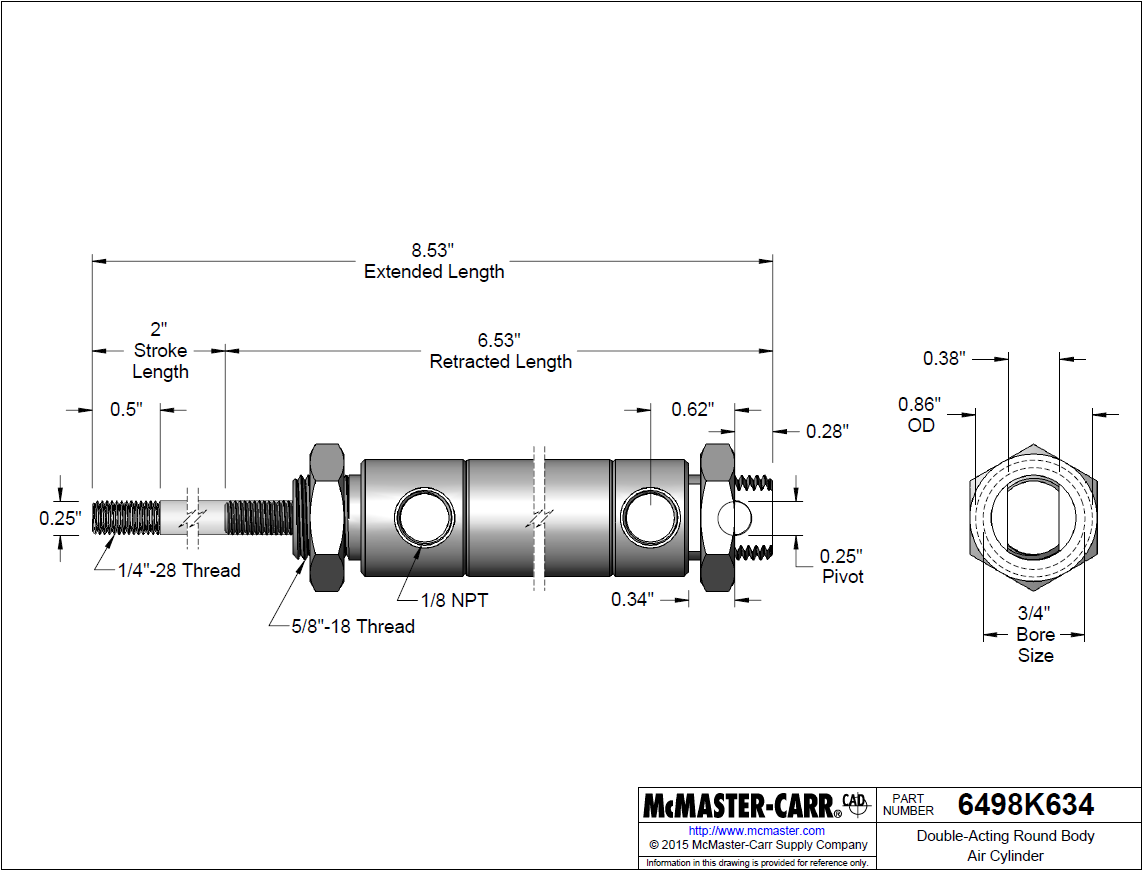 8.53"
Extended Length
2"
Stroke
Length
6.53"
Retracted Length
0.5"
0.62"
0.28"
0.38"
0.86"
OD
0.25"
1/4"-28 Thread
1/8 NPT
5/8"-18 Thread
0.34"
0.25"
Pivot
3/4"
Bore
Size
McMASTER-CARR® CAD
http://www.mcmaster.com
© 2015 McMaster-Carr Supply Company
Information in this drawing is provided for reference only.
PART
NUMBER
6498K634
Double-Acting Round Body
Air Cylinder